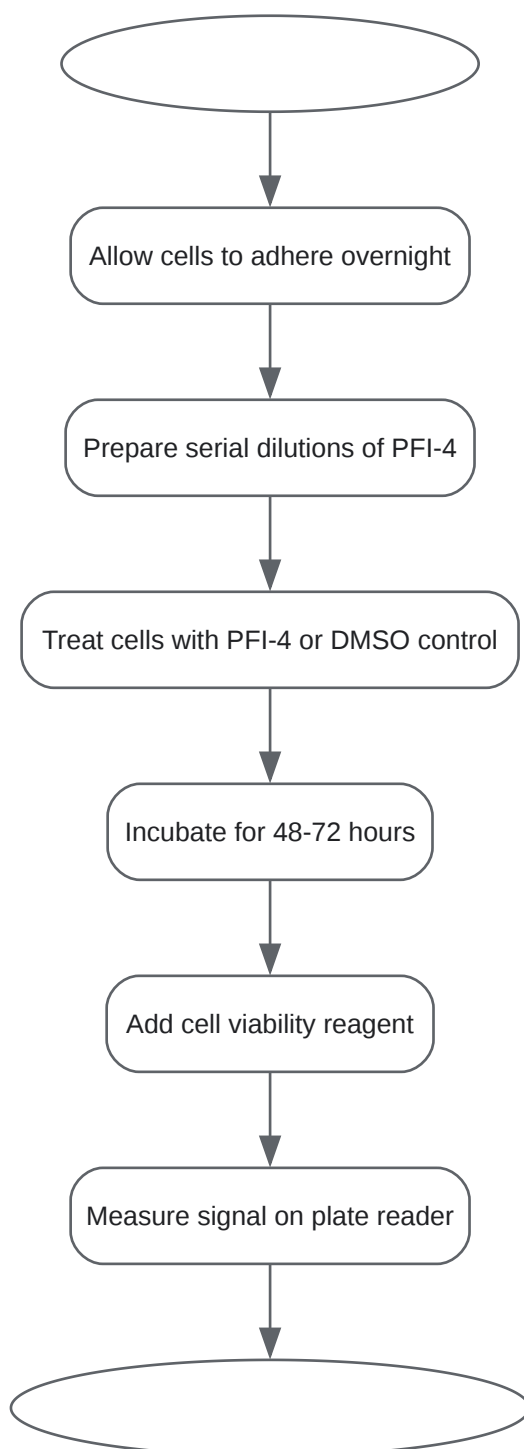 Allow cells to adhere overnight
Prepare serial dilutions of PFI-4
Treat cells with PFI-4 or DMSO control
Incubate for 48-72 hours
Add cell viability reagent
Measure signal on plate reader